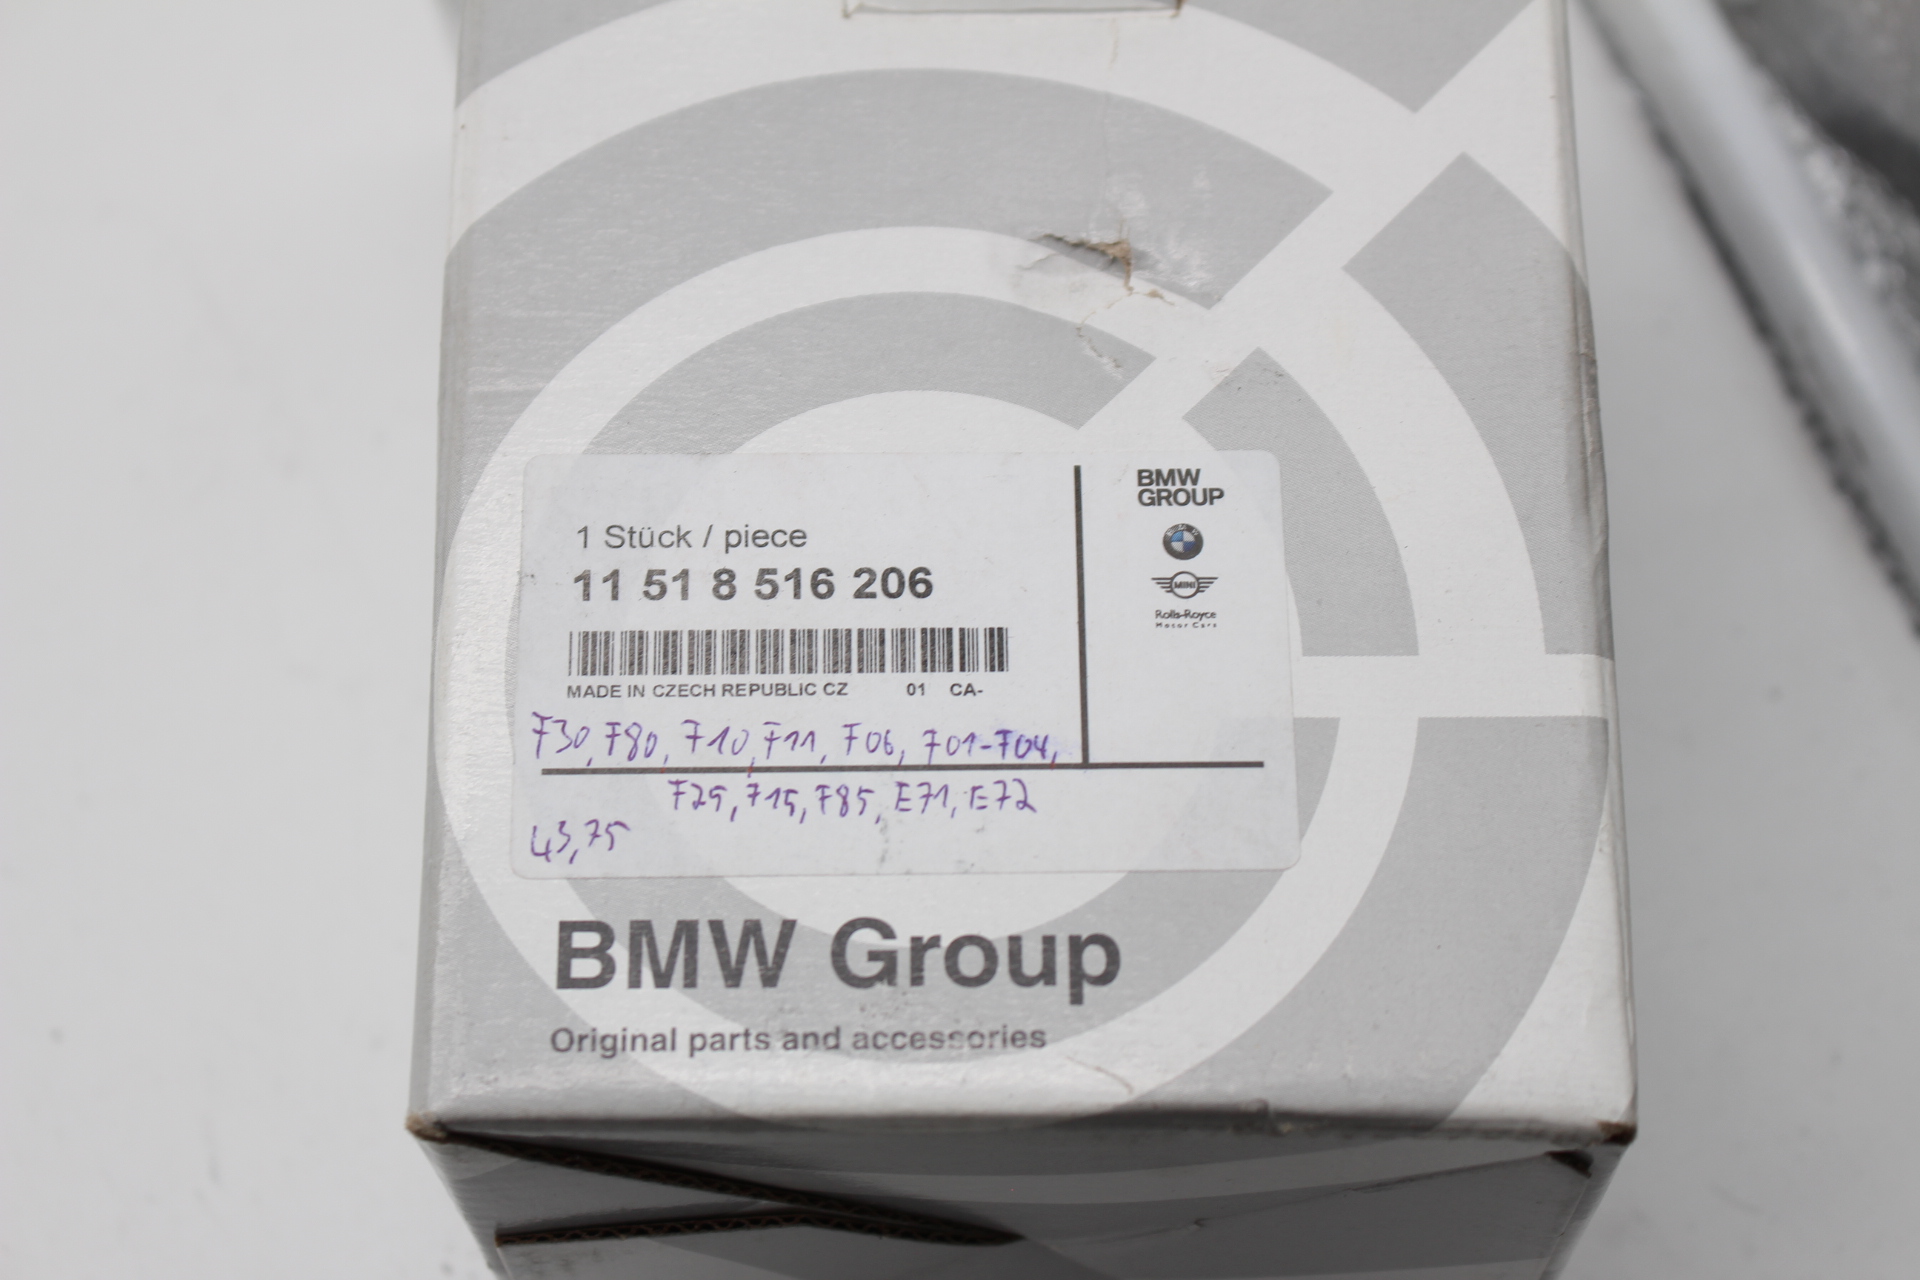 1 Stück / piece
11 51 8 516 206
MADE IN CZECH REPUBLIC CZ 01 CA-
BMW
GROUP
MINI
Rolls-Royce
Motor Cars
F30, F80, F10, F11, F06, F01-F04,
F25, F15, F85, E71, E72
43,75
BMW Group
Original parts and accessories